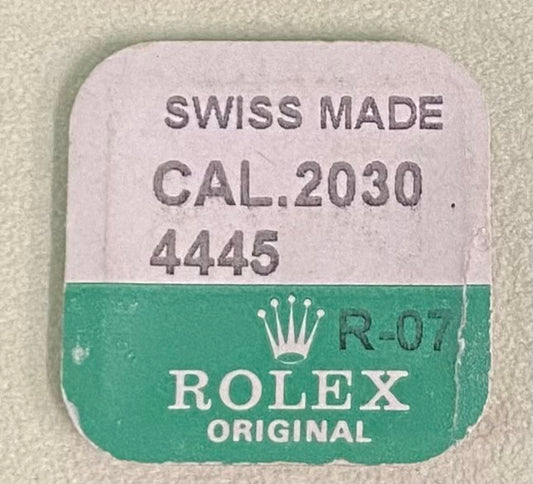 SWISS MADE
CAL.2030
4445
R-07
ROLEX
ORIGINAL